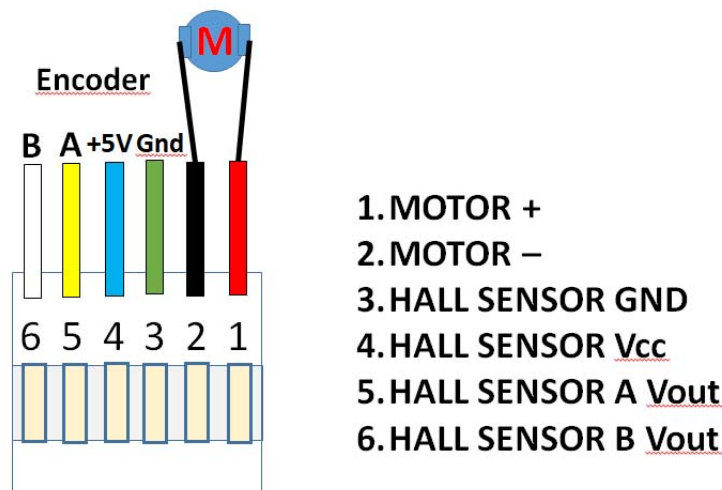 M
Encoder
B A +5V Gnd
6 5 4 3 2 1
1.MOTOR +
2.MOTOR –
3.HALL SENSOR GND
4.HALL SENSOR Vcc
5.HALL SENSOR A Vout
6.HALL SENSOR B Vout